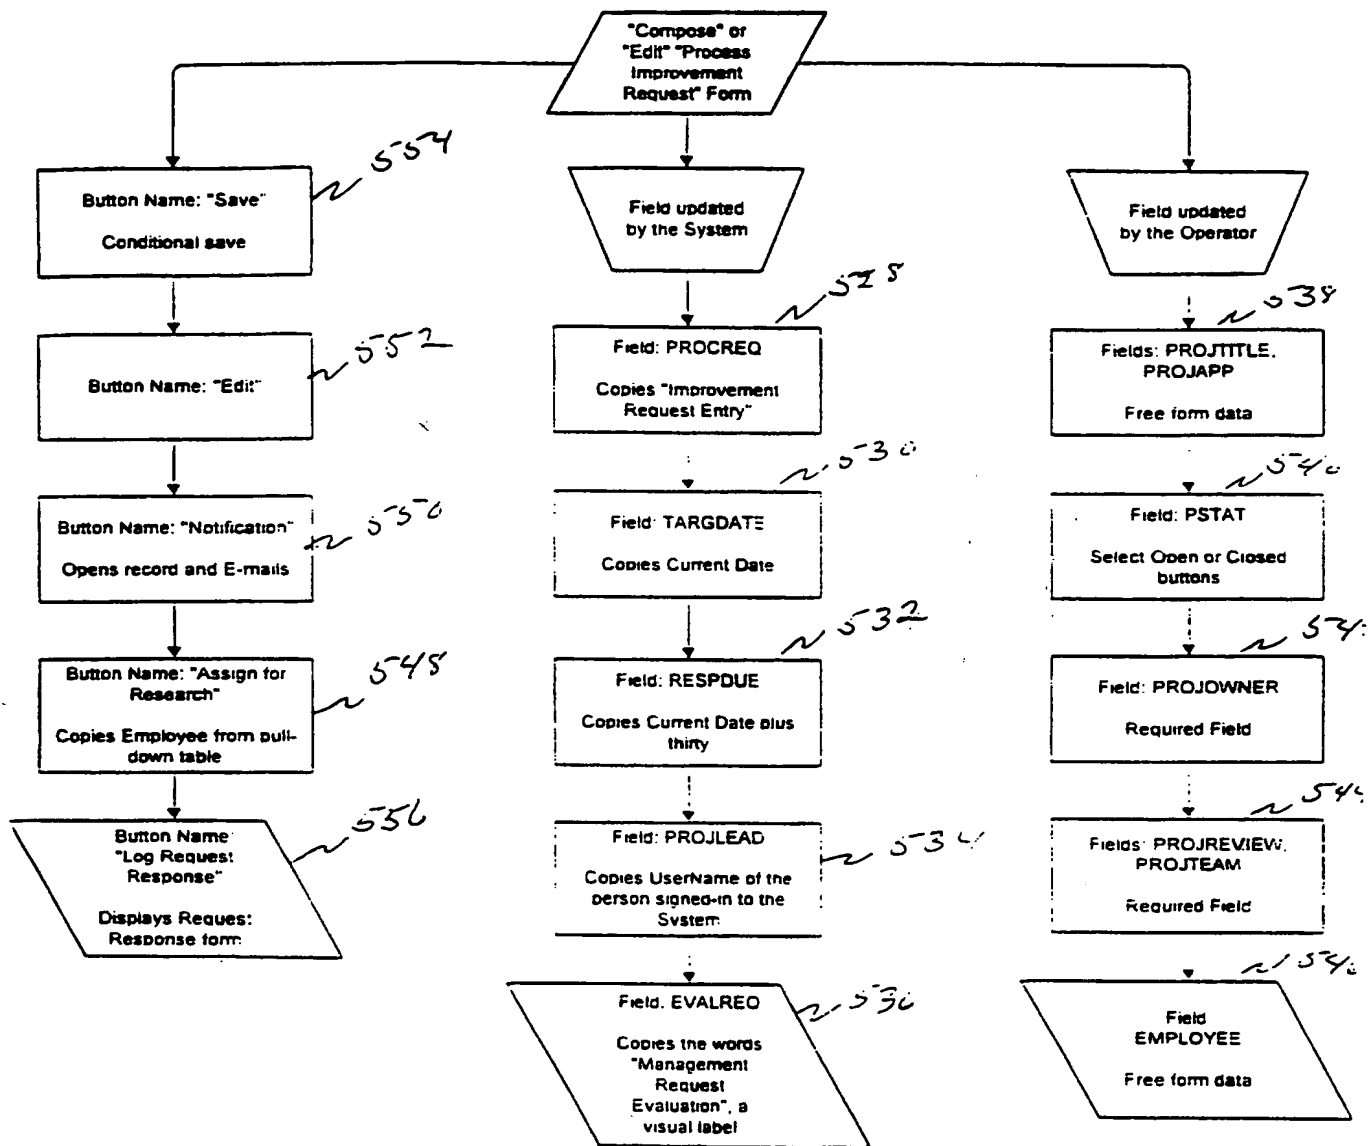 "Compose" or
"Edit" "Process
Improvement
Request" Form
Button Name: "Save"
Conditional save
554
Button Name: "Edit"
552
Button Name: "Notification"
Opens record and E-mails
550
Button Name: "Assign for
Research"
Copies Employee from pull-
down table
548
Button Name
"Log Request
Response"
Displays Request
Response form
556
Field updated
by the System
Field: PROCREQ
Copies "Improvement
Request Entry"
528
Field: TARGDATE
Copies Current Date
530
Field: RESPDUE
Copies Current Date plus
thirty
532
Field: PROJLEAD
Copies UserName of the
person signed-in to the
System
534
Field. EVALREQ
Copies the words
"Management
Request
Evaluation", a
visual label
536
Field updated
by the Operator
Fields: PROJTITLE,
PROJAPP
Free form data
538
Field: PSTAT
Select Open or Closed
buttons
540
Field: PROJOWNER
Required Field
Fields: PROJREVIEW,
PROJTEAM
Required Field
544
Field
EMPLOYEE
Free form data